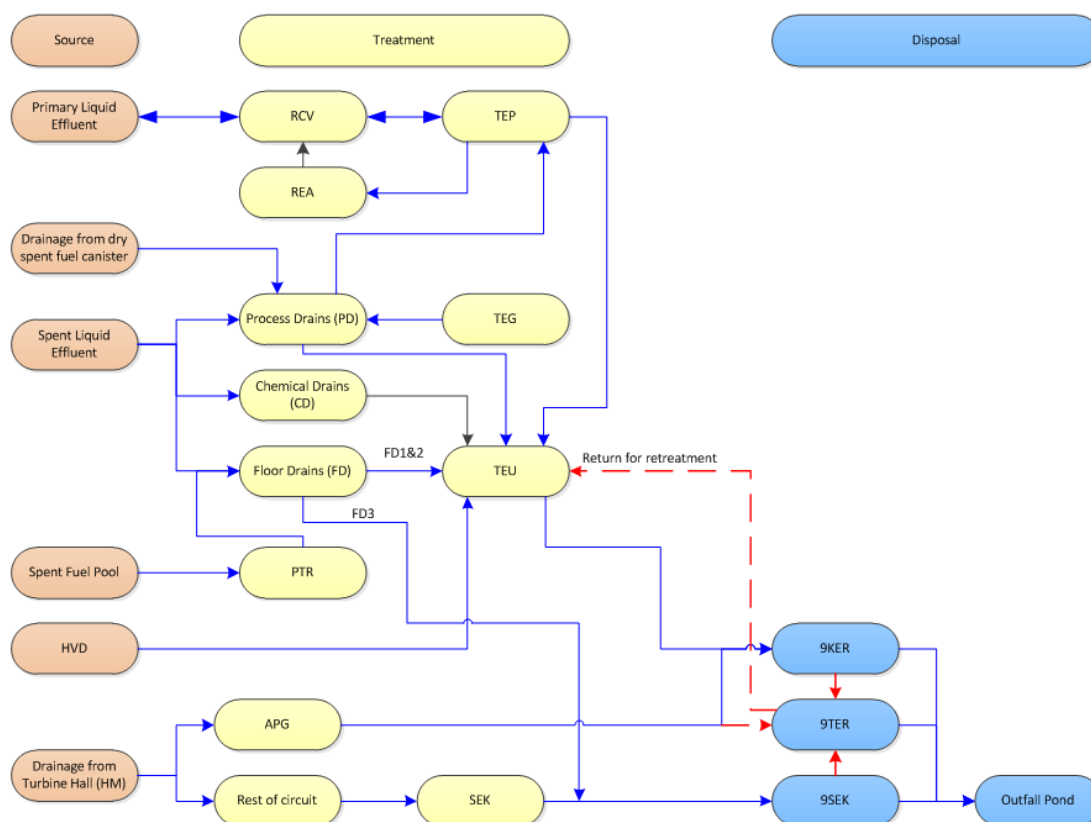 Source
Treatment
Disposal
Primary Liquid
Effluent
RCV
TEP
REA
Drainage from dry
spent fuel canister
Process Drains (PD)
TEG
Spent Liquid
Effluent
Chemical Drains
(CD)
FD1&2
Floor Drains (FD)
TEU
Return for retreatment
FD3
Spent Fuel Pool
PTR
HVD
9KER
APG
9TER
Drainage from
Turbine Hall (HM)
Rest of circuit
SEK
9SEK
Outfall Pond